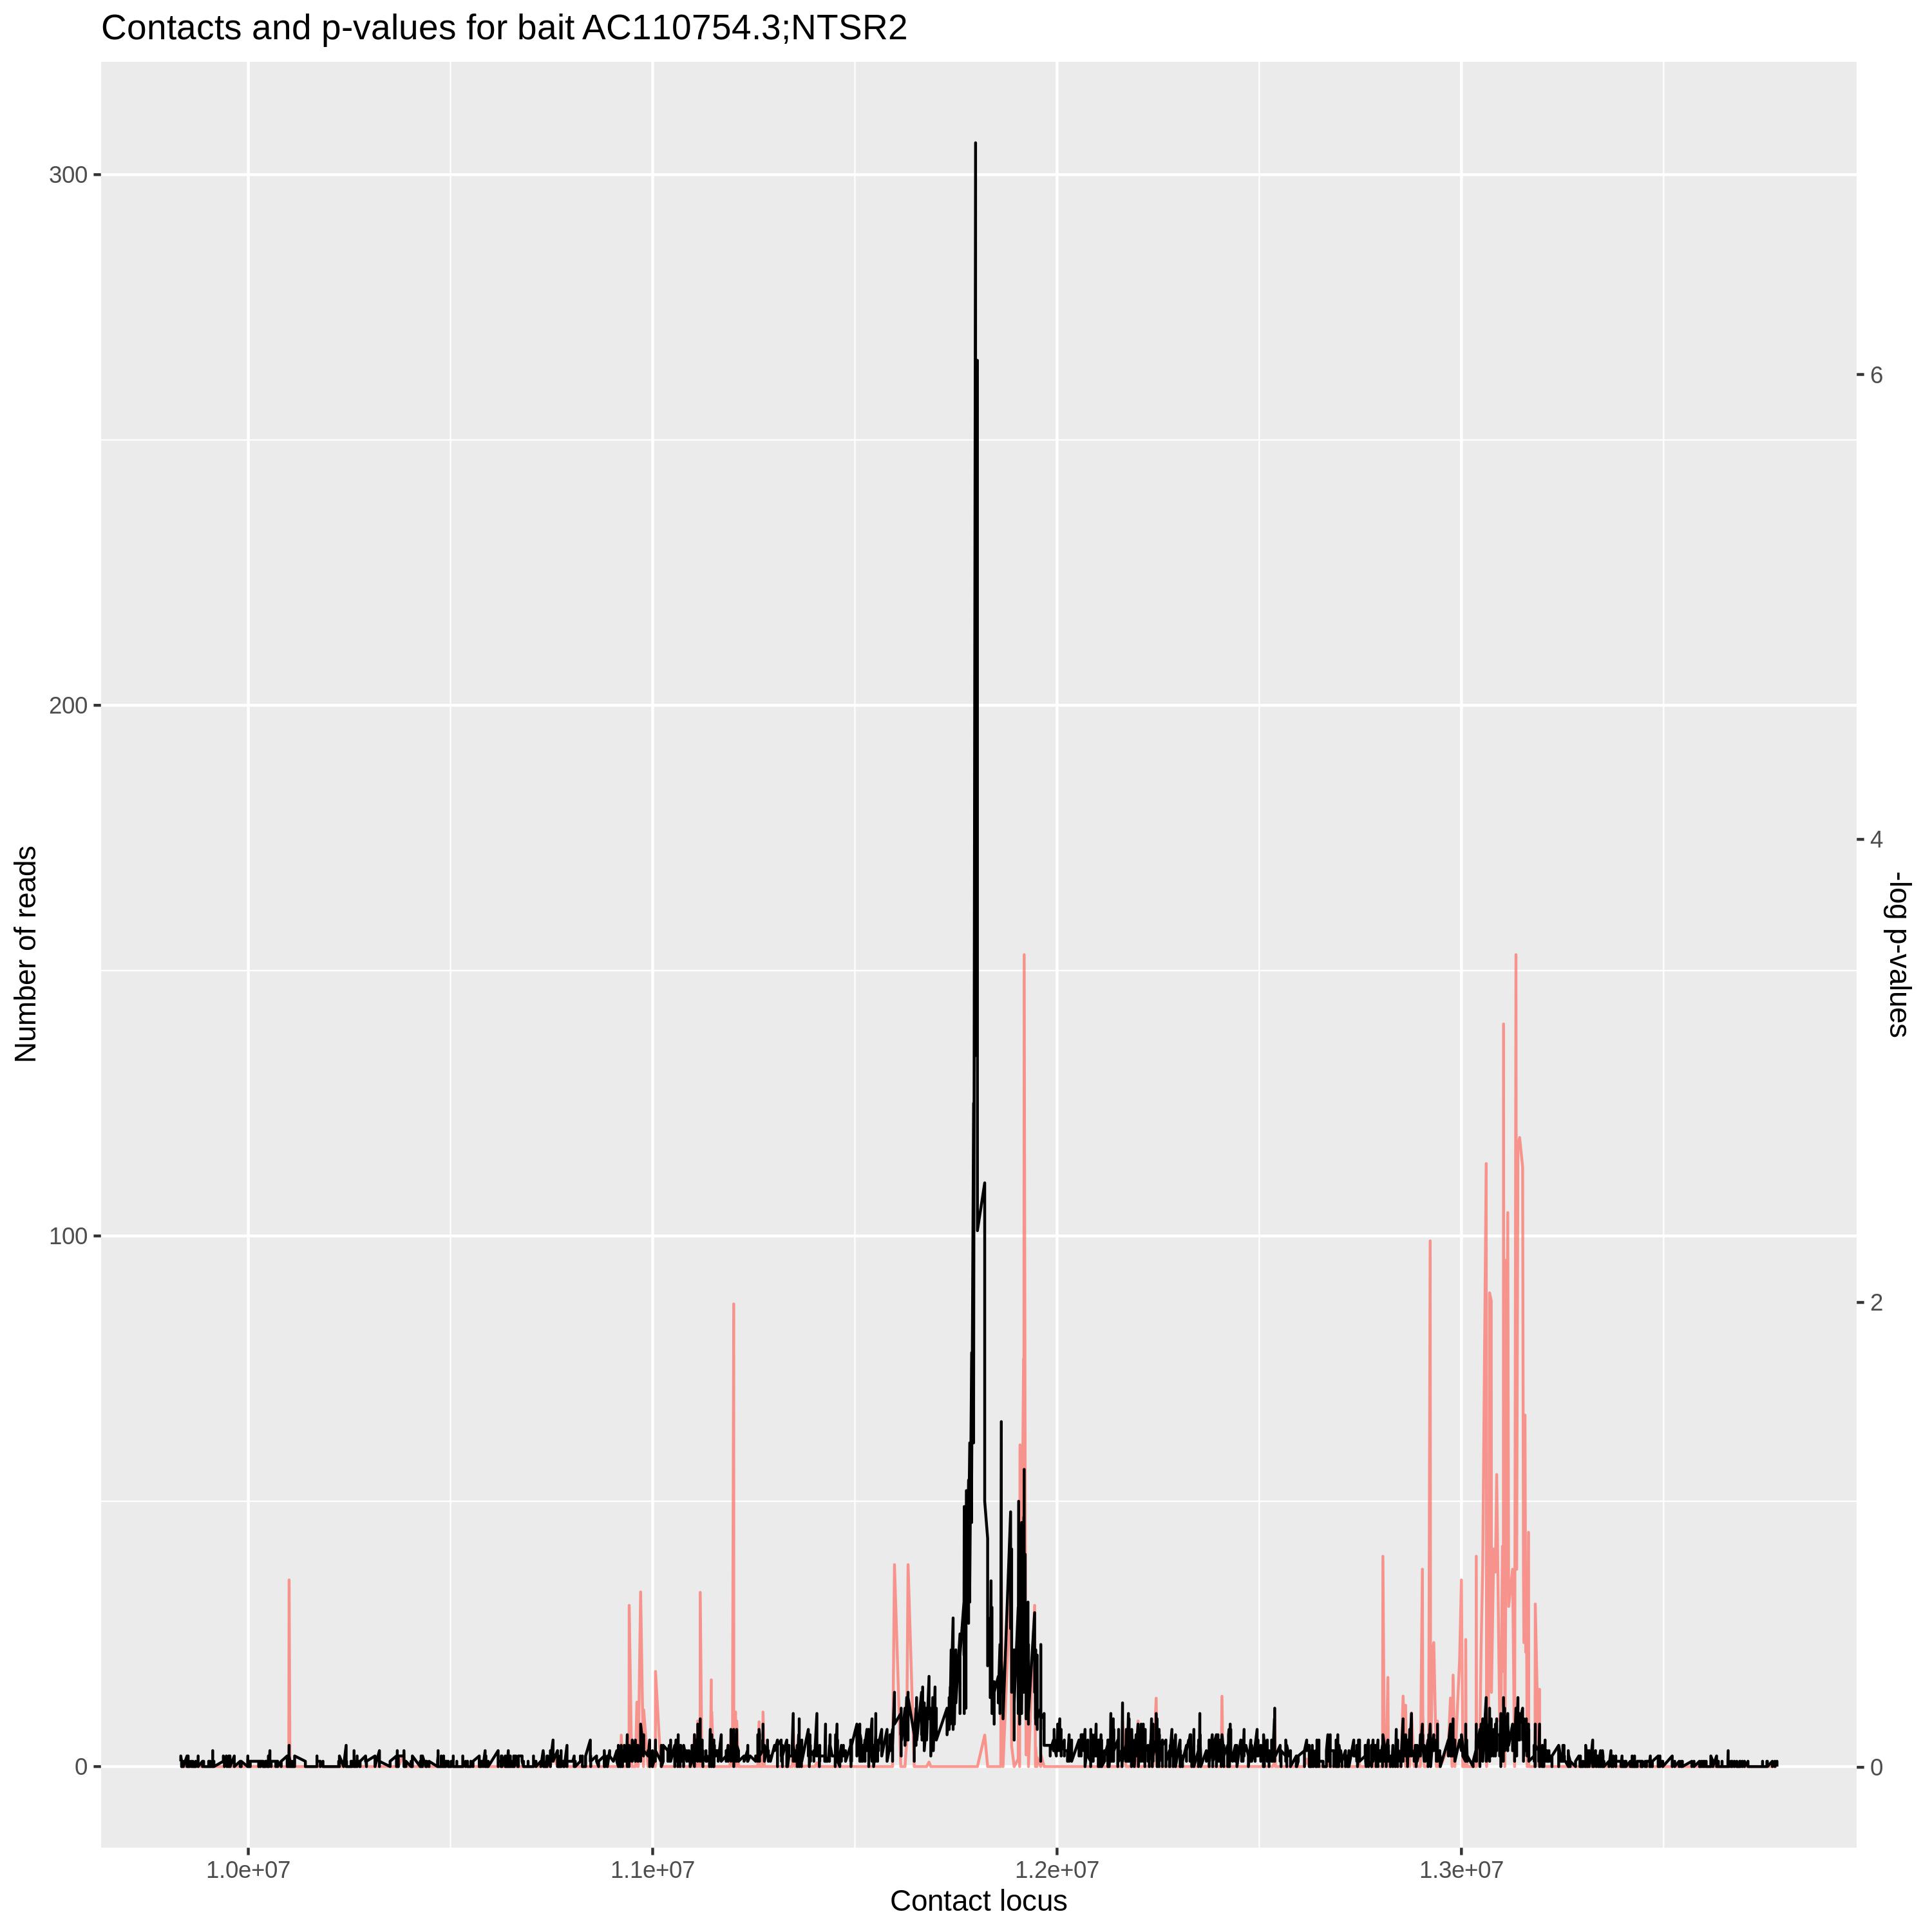 Contacts and p-values for bait AC110754.3;NTSR2
300
200
100
0
Number of reads
6
4
2
0
-log p-values
1.0e+07 1.1e+07 1.2e+07 1.3e+07
Contact locus